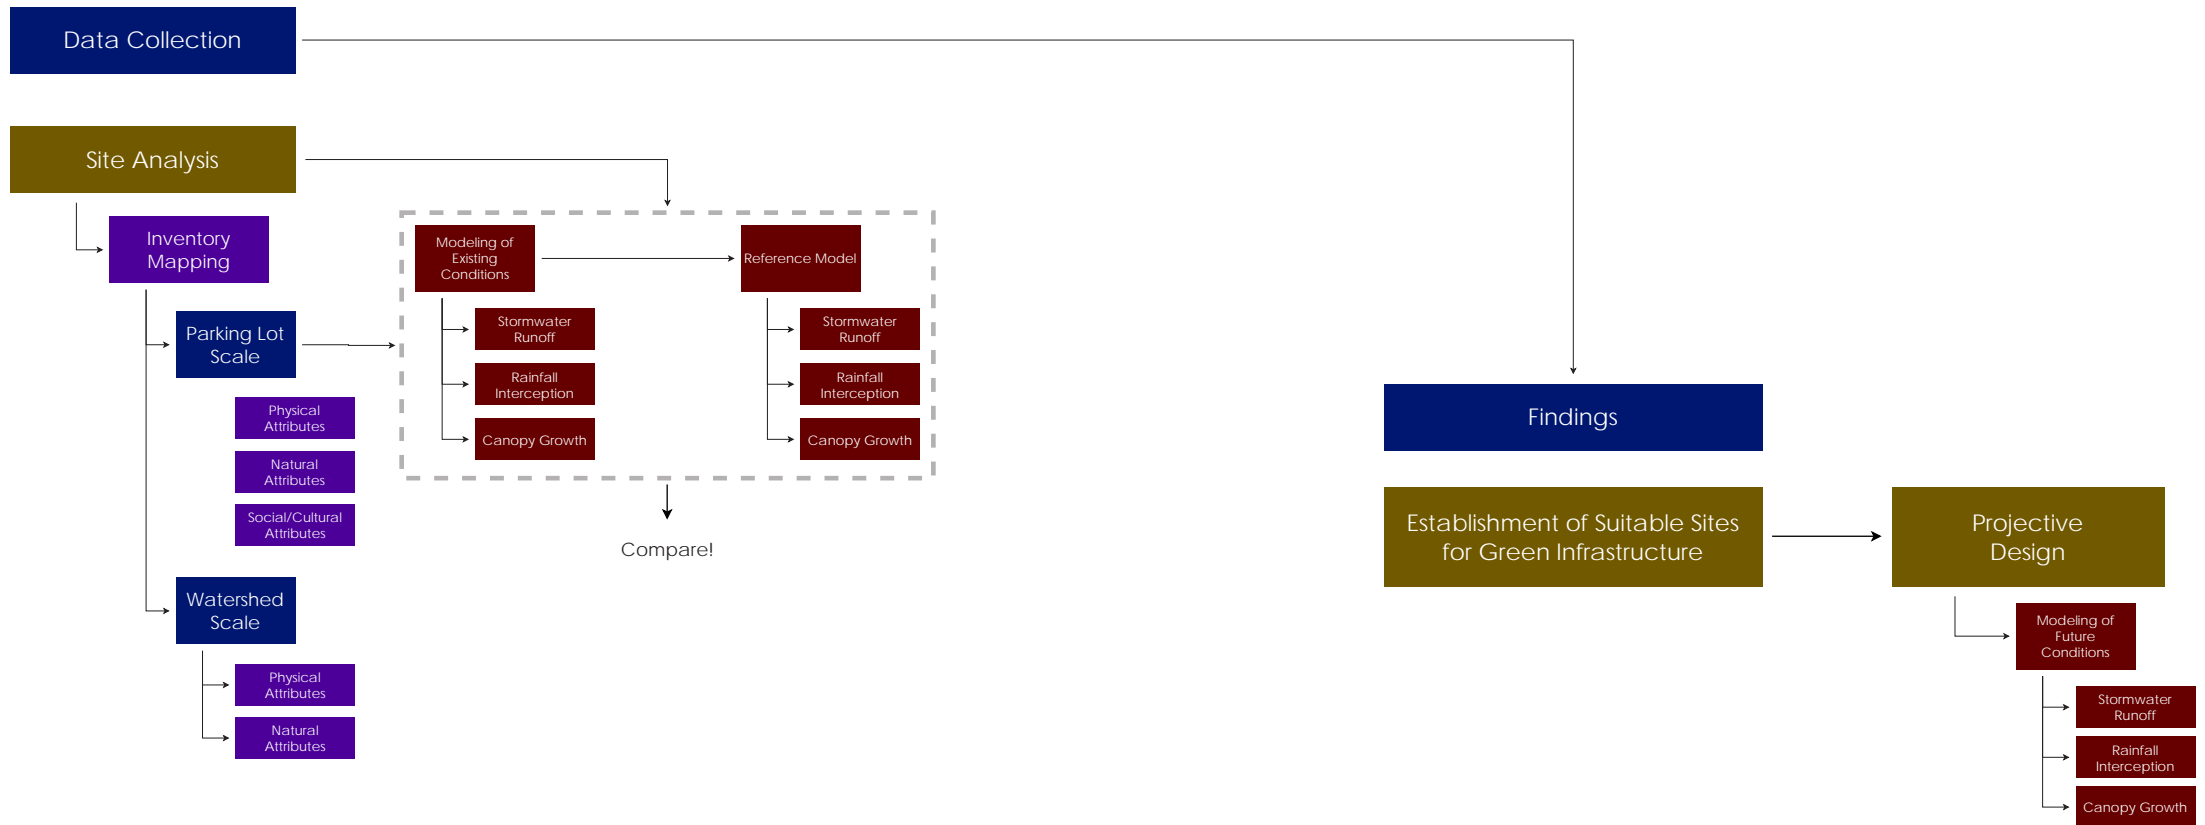 Data Collection
Site Analysis
Inventory
Mapping
Parking Lot
Scale
Physical
Attributes
Natural
Attributes
Social/Cultural
Attributes
Watershed
Scale
Physical
Attributes
Natural
Attributes
Modeling of
Existing
Conditions
Stormwater
Runoff
Rainfall
Interception
Canopy Growth
Reference Model
Stormwater
Runoff
Rainfall
Interception
Canopy Growth
Compare!
Findings
Establishment of Suitable Sites
for Green Infrastructure
Projective
Design
Modeling of
Future
Conditions
Stormwater
Runoff
Rainfall
Interception
Canopy Growth